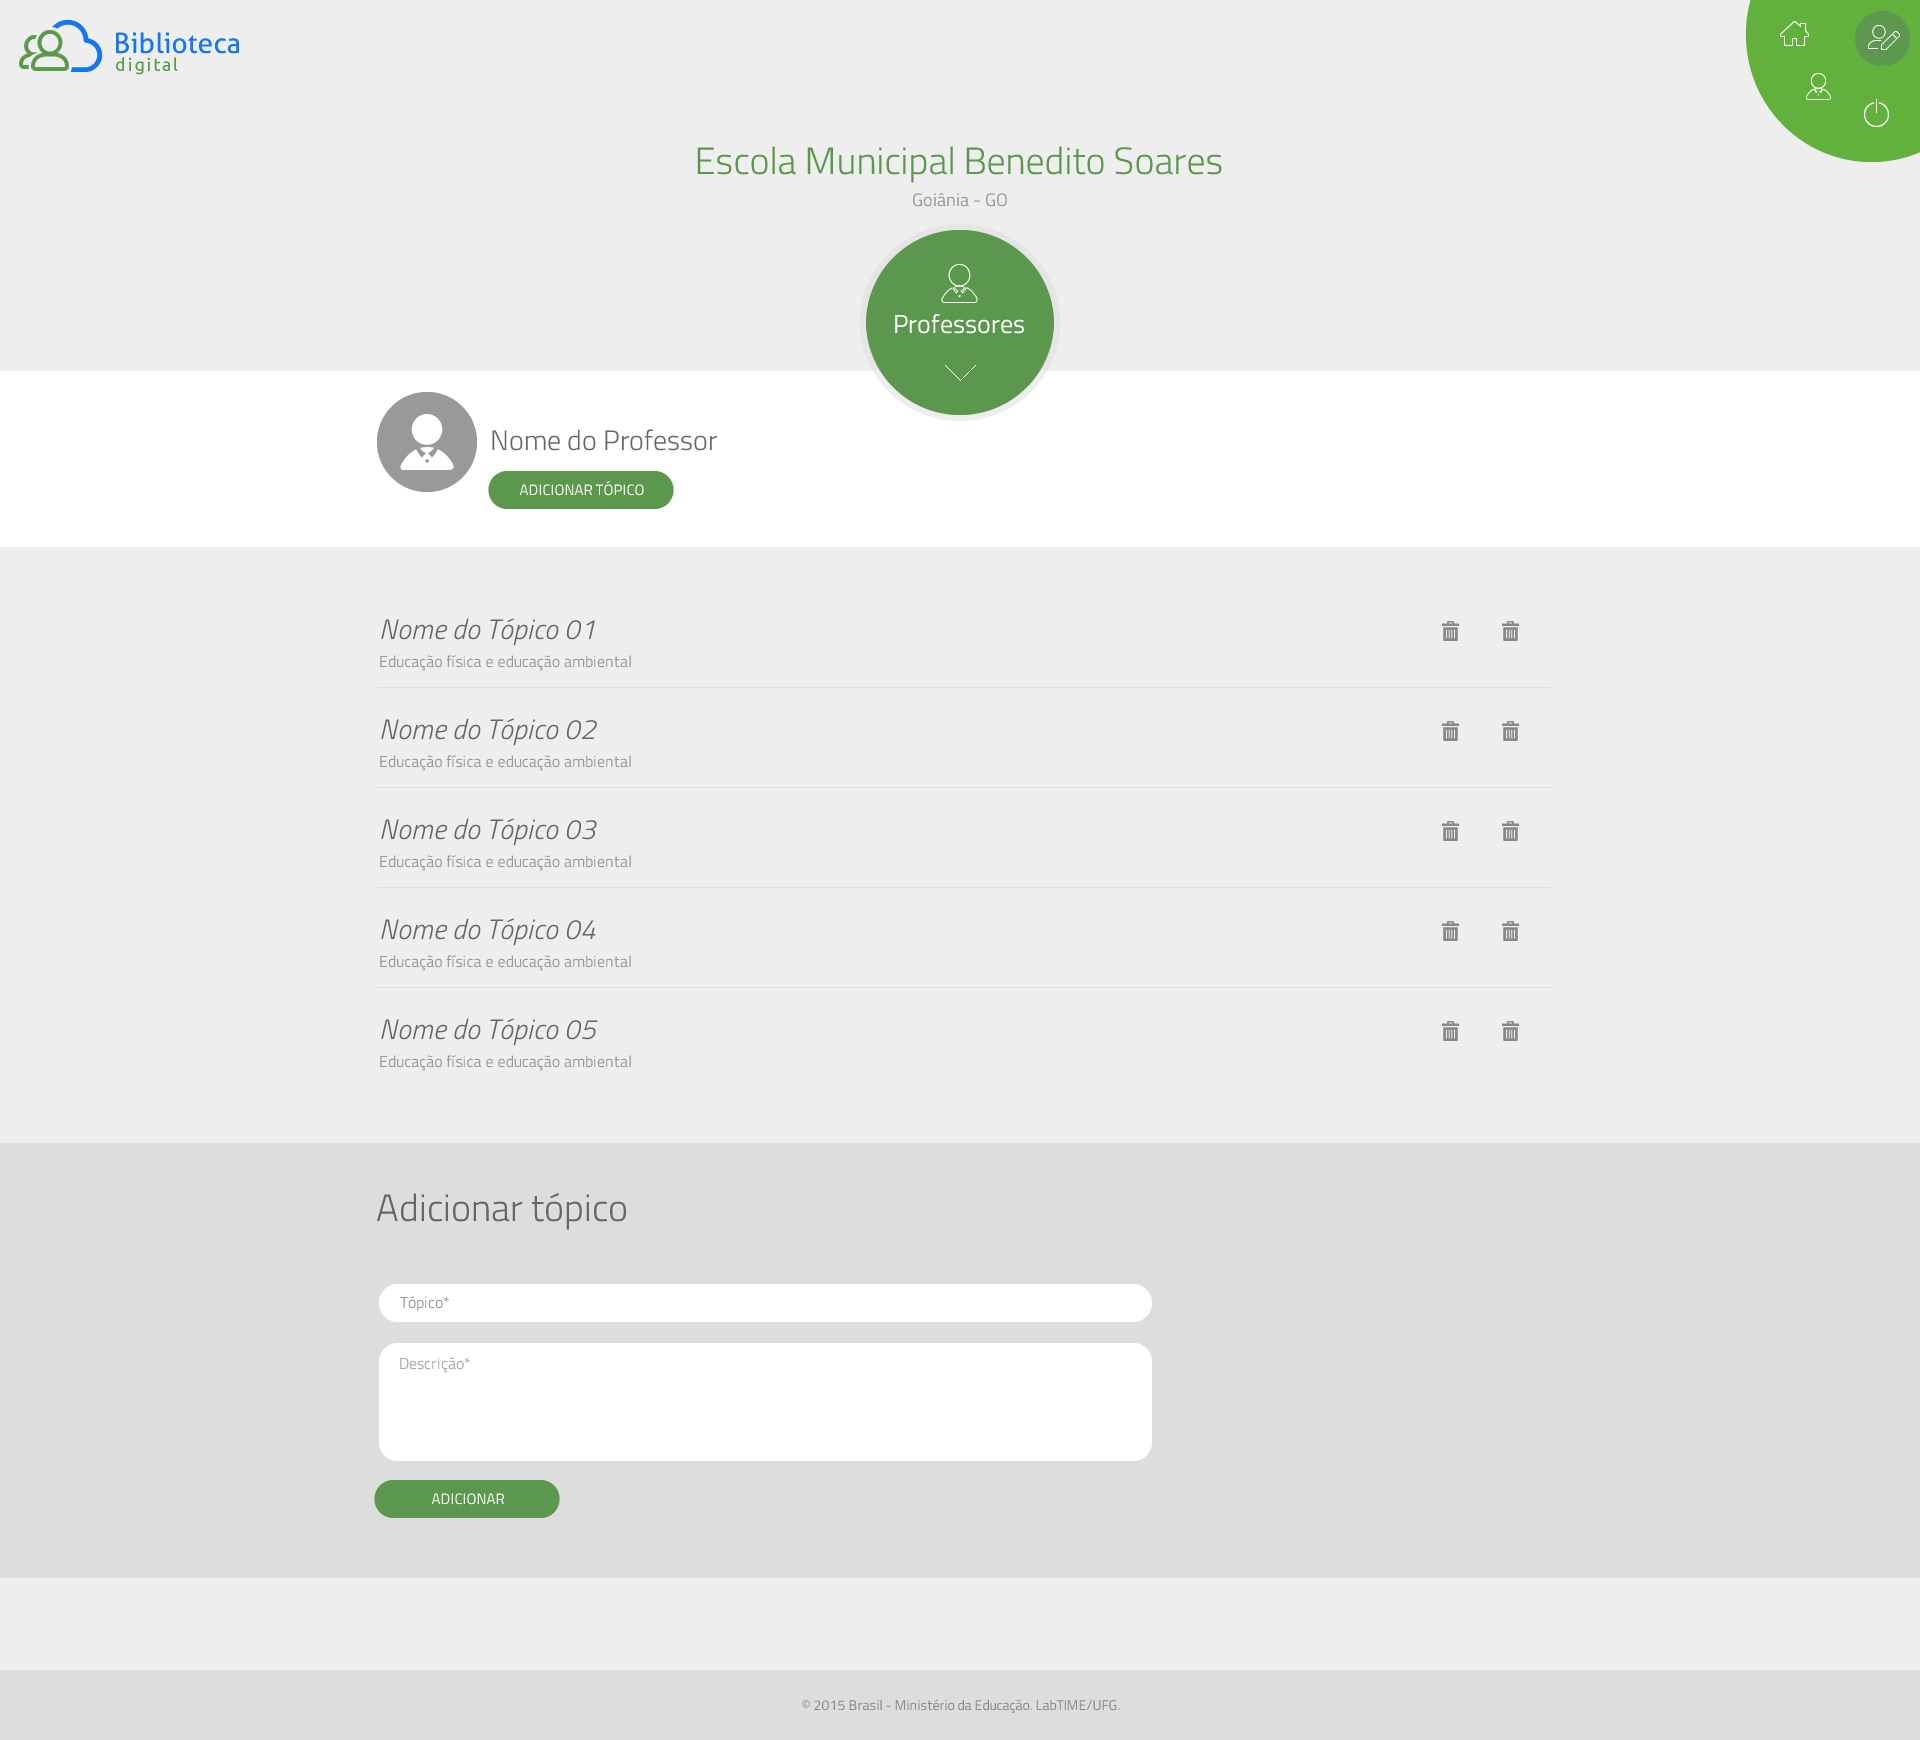 Biblioteca
digital
Escola Municipal Benedito Soares
Goiânia - GO
Professores
Nome do Professor
ADICIONAR TÓPICO
Nome do Tópico 01
Educação física e educação ambiental
Nome do Tópico 02
Educação física e educação ambiental
Nome do Tópico 03
Educação física e educação ambiental
Nome do Tópico 04
Educação física e educação ambiental
Nome do Tópico 05
Educação física e educação ambiental
Adicionar tópico
Tópico*
Descrição*
ADICIONAR
© 2015 Brasil - Ministério da Educação. LabTIME/UFG.